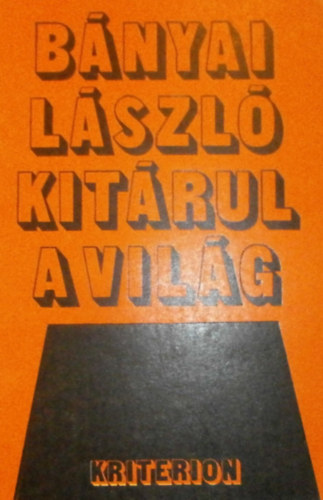 BÁNYAI
LÁSZLÓ
KITÁRUL
A VILÁG
KRITERION